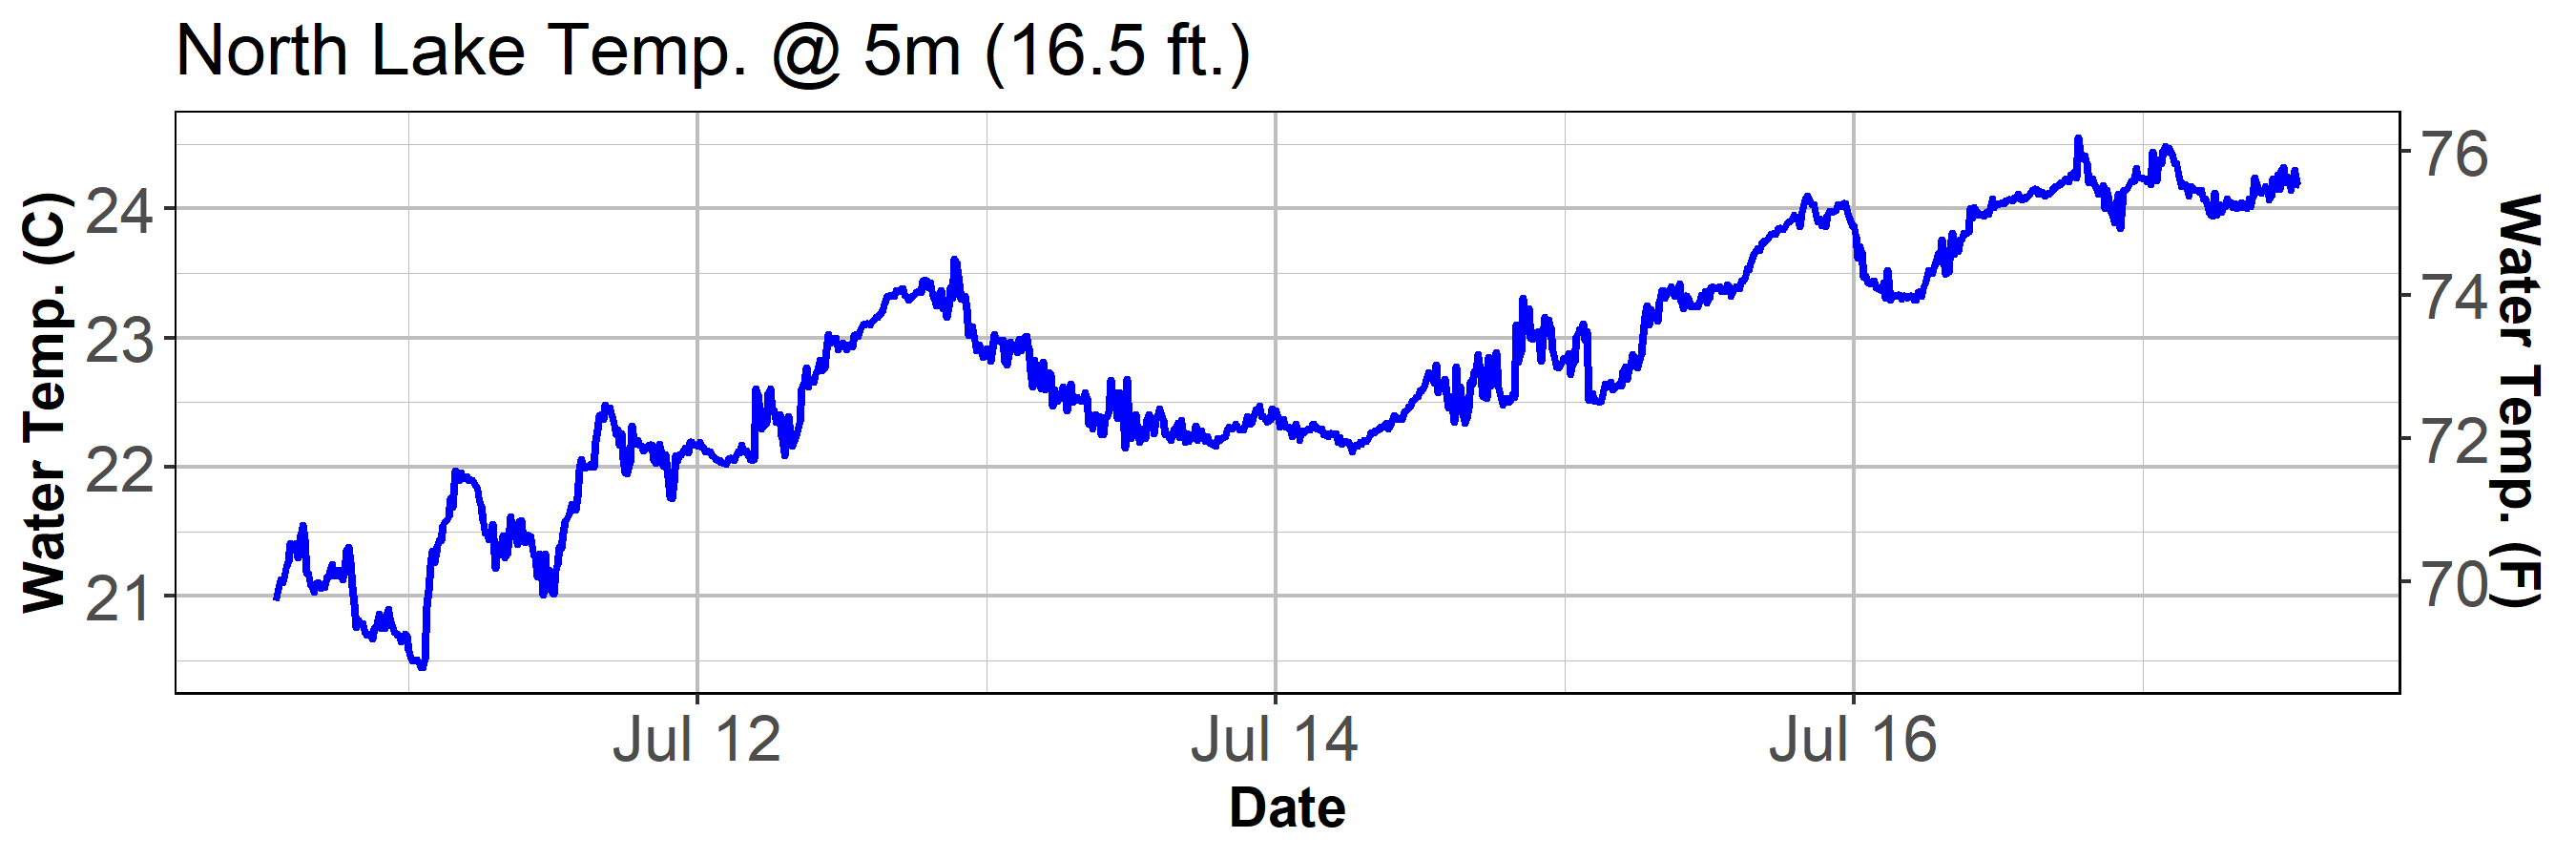 North Lake Temp. @ 5m (16.5 ft.)
Water Temp. (C)
24
23
22
21
76
74
72
70
Water Temp. (F)
Jul 12
Jul 14
Jul 16
Date